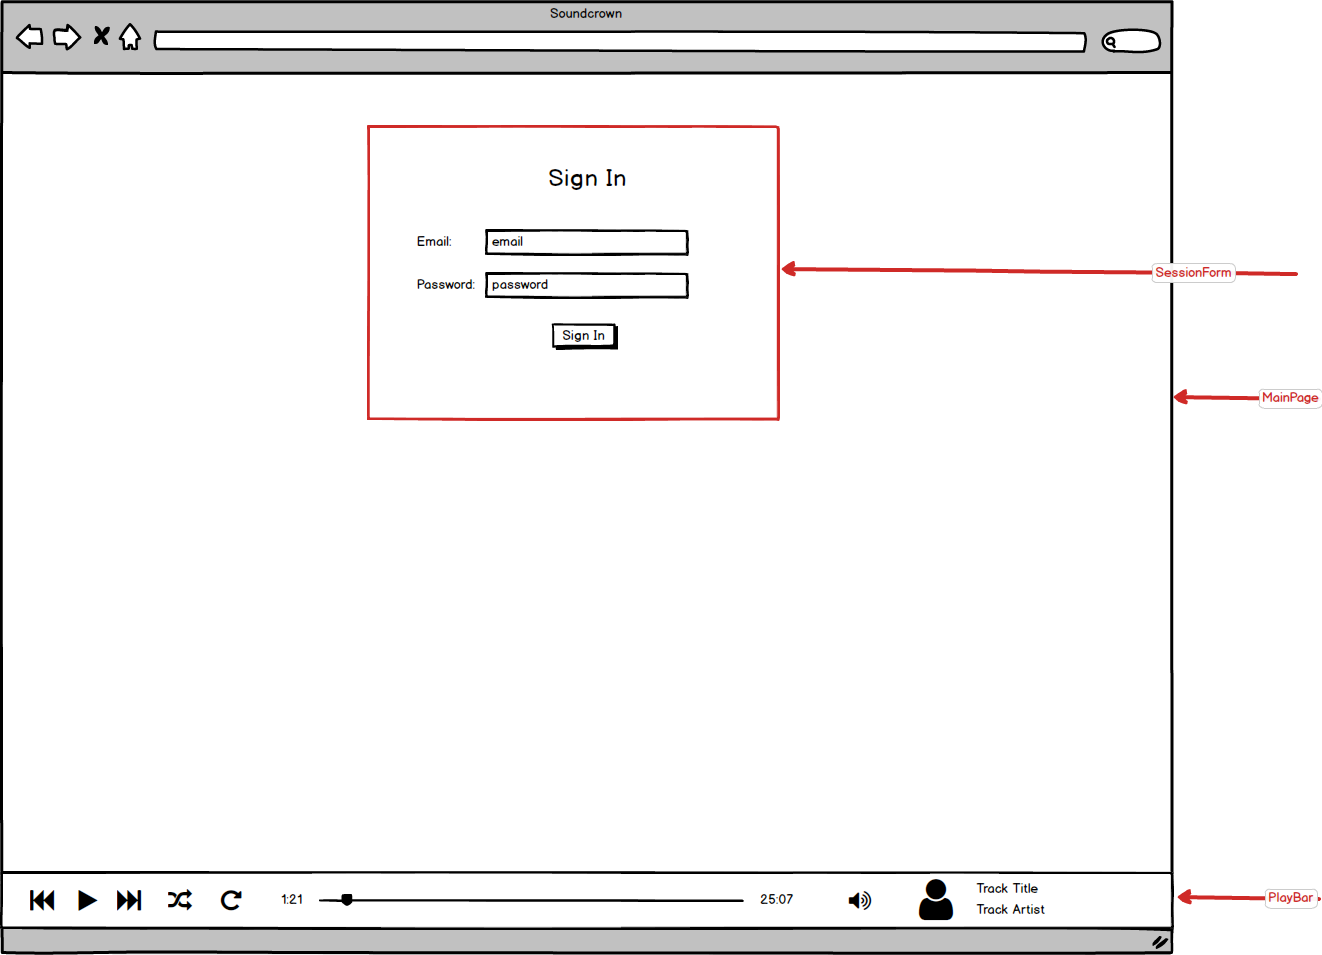 Soundcrown
Sign In
Email:
email
Password:
password
Sign In
SessionForm
MainPage
1:21
25:07
Track Title
Track Artist
PlayBar